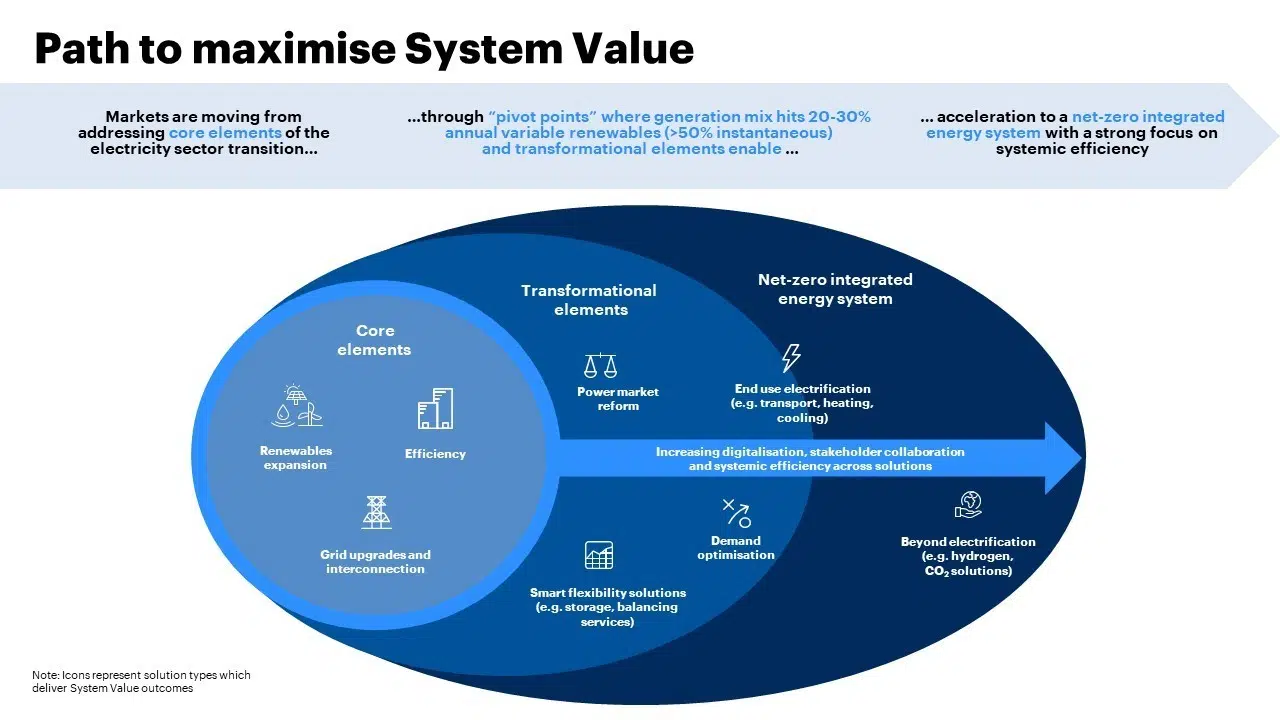 Path to maximise System Value
Markets are moving from
addressing core elements of the
electricity sector transition...
...through “pivot points” where generation mix hits 20-30%
annual variable renewables (>50% instantaneous)
and transformational elements enable ...
... acceleration to a net-zero integrated
energy system with a strong focus on
systemic efficiency
Core
elements
Renewables
expansion
Efficiency
Grid upgrades and
interconnection
Transformational
elements
Power market
reform
Net-zero integrated
energy system
End use electrification
(e.g. transport, heating,
cooling)
Increasing digitalisation, stakeholder collaboration
and systemic efficiency across solutions
Smart flexibility solutions
(e.g. storage, balancing
services)
Demand
optimisation
Beyond electrification
(e.g. hydrogen,
CO₂ solutions)
Note: Icons represent solution types which
deliver System Value outcomes